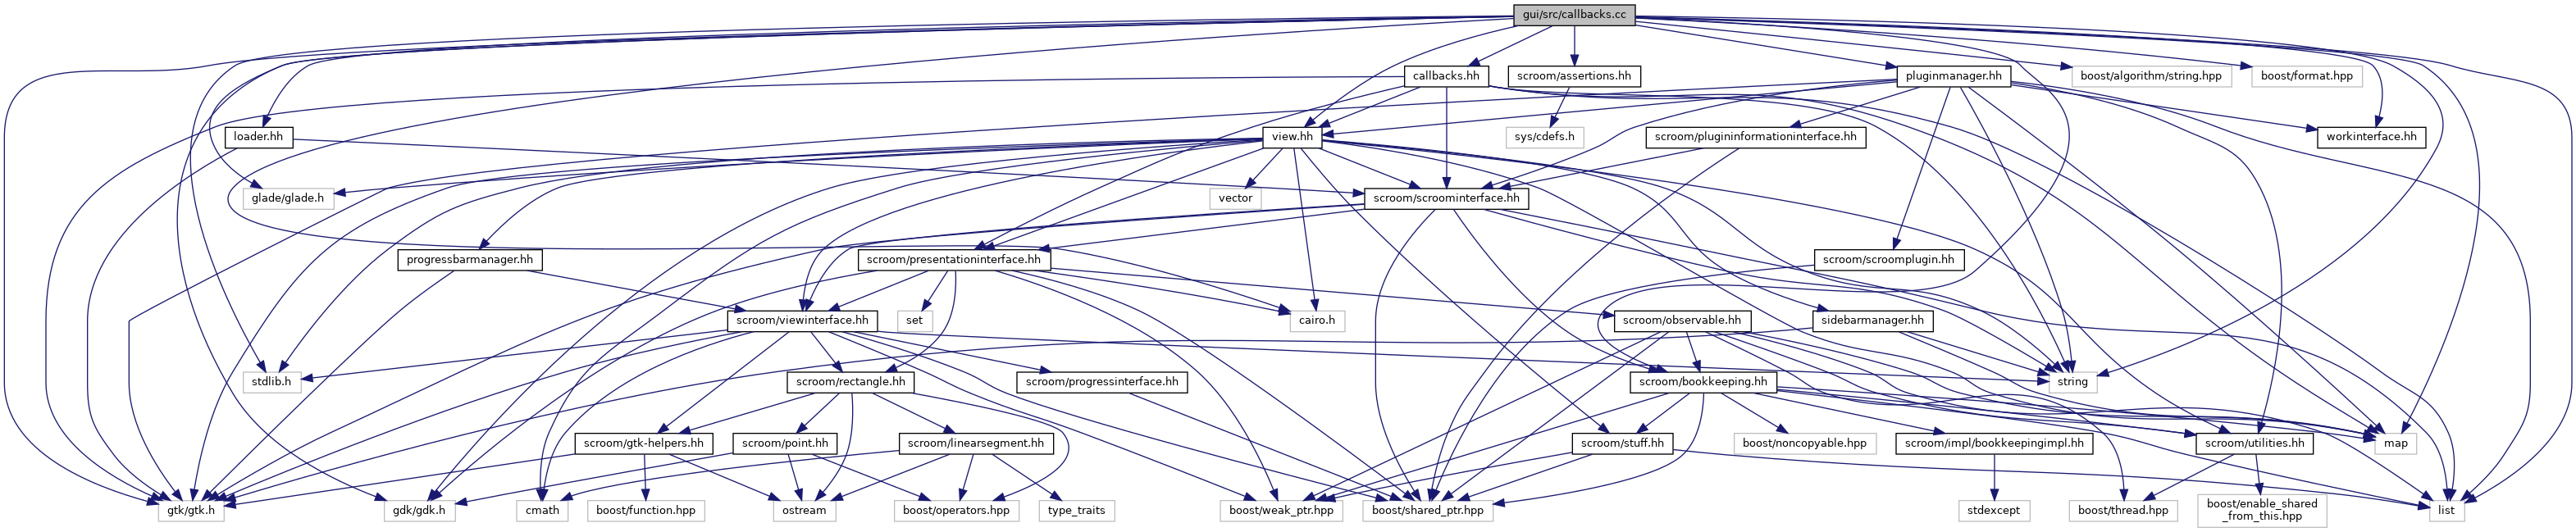 gui/src/callbacks.cc
callbacks.hh
scroom/assertions.hh
pluginmanager.hh
boost/algorithm/string.hpp
boost/format.hpp
loader.hh
view.hh
sys/cdefs.h
scroom/plugininformationinterface.hh
workinterface.hh
glade/glade.h
vector
scroom/scroominterface.hh
progressbarmanager.hh
scroom/presentationinterface.hh
scroom/scroomplugin.hh
scroom/viewinterface.hh
set
cairo.h
scroom/observable.hh
sidebarmanager.hh
stdlib.h
scroom/rectangle.hh
scroom/progressinterface.hh
scroom/bookkeeping.hh
string
scroom/gtk-helpers.hh
scroom/point.hh
scroom/linearsegment.hh
scroom/stuff.hh
boost/noncopyable.hpp
scroom/impl/bookkeepingimpl.hh
scroom/utilities.hh
map
gtk/gtk.h
gdk/gdk.h
cmath
boost/function.hpp
ostream
boost/operators.hpp
type_traits
boost/weak_ptr.hpp
boost/shared_ptr.hpp
stdexcept
boost/thread.hpp
boost/enable_shared
_from_this.hpp
list